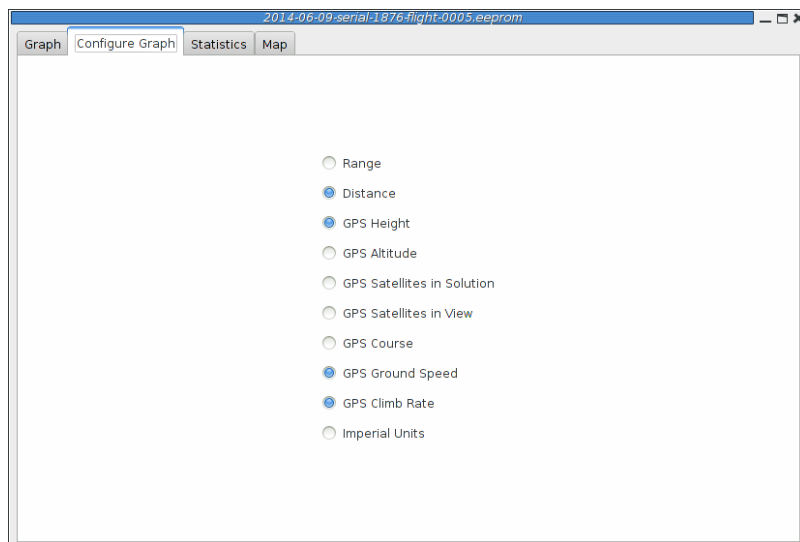 2014-06-09-serial-1876-flight-0005.eeprom
Graph Configure Graph Statistics Map
Range
Distance
GPS Height
GPS Altitude
GPS Satellites in Solution
GPS Satellites in View
GPS Course
GPS Ground Speed
GPS Climb Rate
Imperial Units